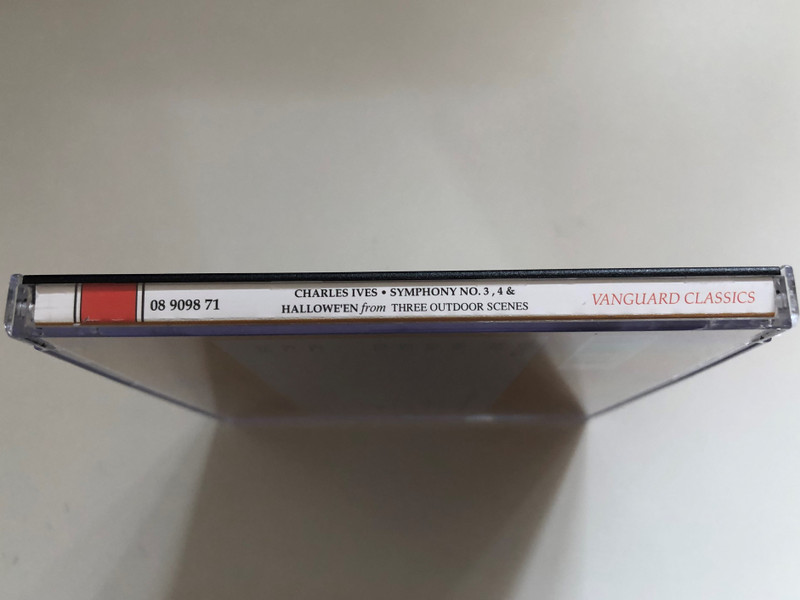 08 9098 71
CHARLES IVES • SYMPHONY NO. 3 , 4 &
HALLOWE'EN from THREE OUTDOOR SCENES
VANGUARD CLASSICS